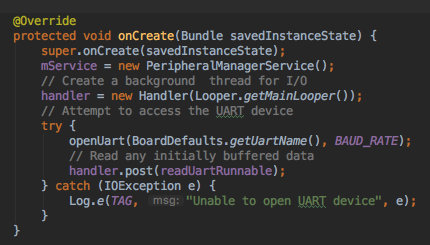 @Override
protected void onCreate(Bundle savedInstanceState) {
    super.onCreate(savedInstanceState);
    mService = new PeripheralManagerService();
    // Create a background  thread for I/O
    handler = new Handler(Looper.getMainLooper());
    // Attempt to access the UART device
    try {
        openUart(BoardDefaults.getUartName(), BAUD_RATE);
        // Read any initially buffered data
        handler.post(readUartRunnable);
    } catch (IOException e) {
        Log.e(TAG, msg: "Unable to open UART device", e);
    }
}